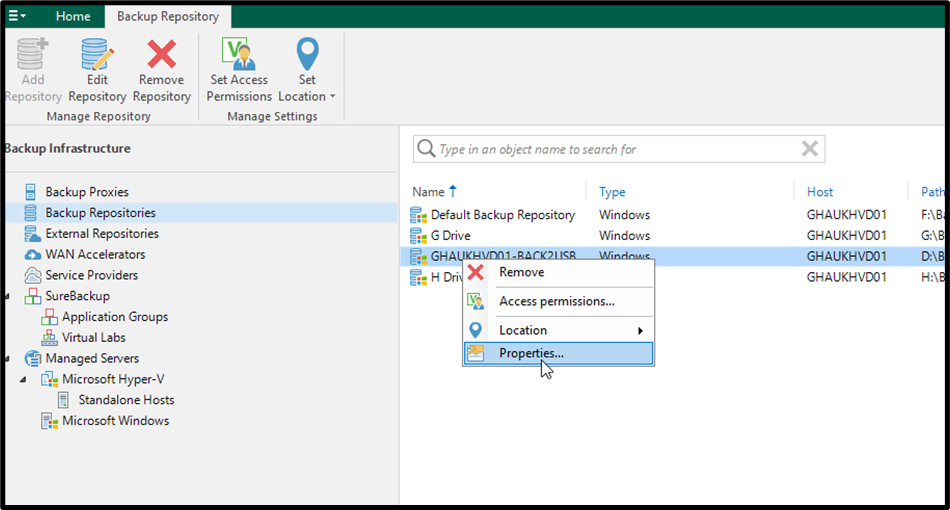 Home Backup Repository
Add Repository
Edit Repository
Remove Repository
Set Access Permissions
Set Location
Manage Repository
Manage Settings
Backup Infrastructure
Backup Proxies
Backup Repositories
External Repositories
WAN Accelerators
Service Providers
SureBackup
Application Groups
Virtual Labs
Managed Servers
Microsoft Hyper-V
Standalone Hosts
Microsoft Windows
Type in an object name to search for
Name Type Host Path
Default Backup Repository Windows GHAUKHVD01 F:\Ba
G Drive Windows GHAUKHVD01 G:\B
GHAUKHVD01-BACK2USB Windows GHAUKHVD01 D:\B
H Driv GHAUKHVD01 H:\B
Remove
Access permissions...
Location
Properties...